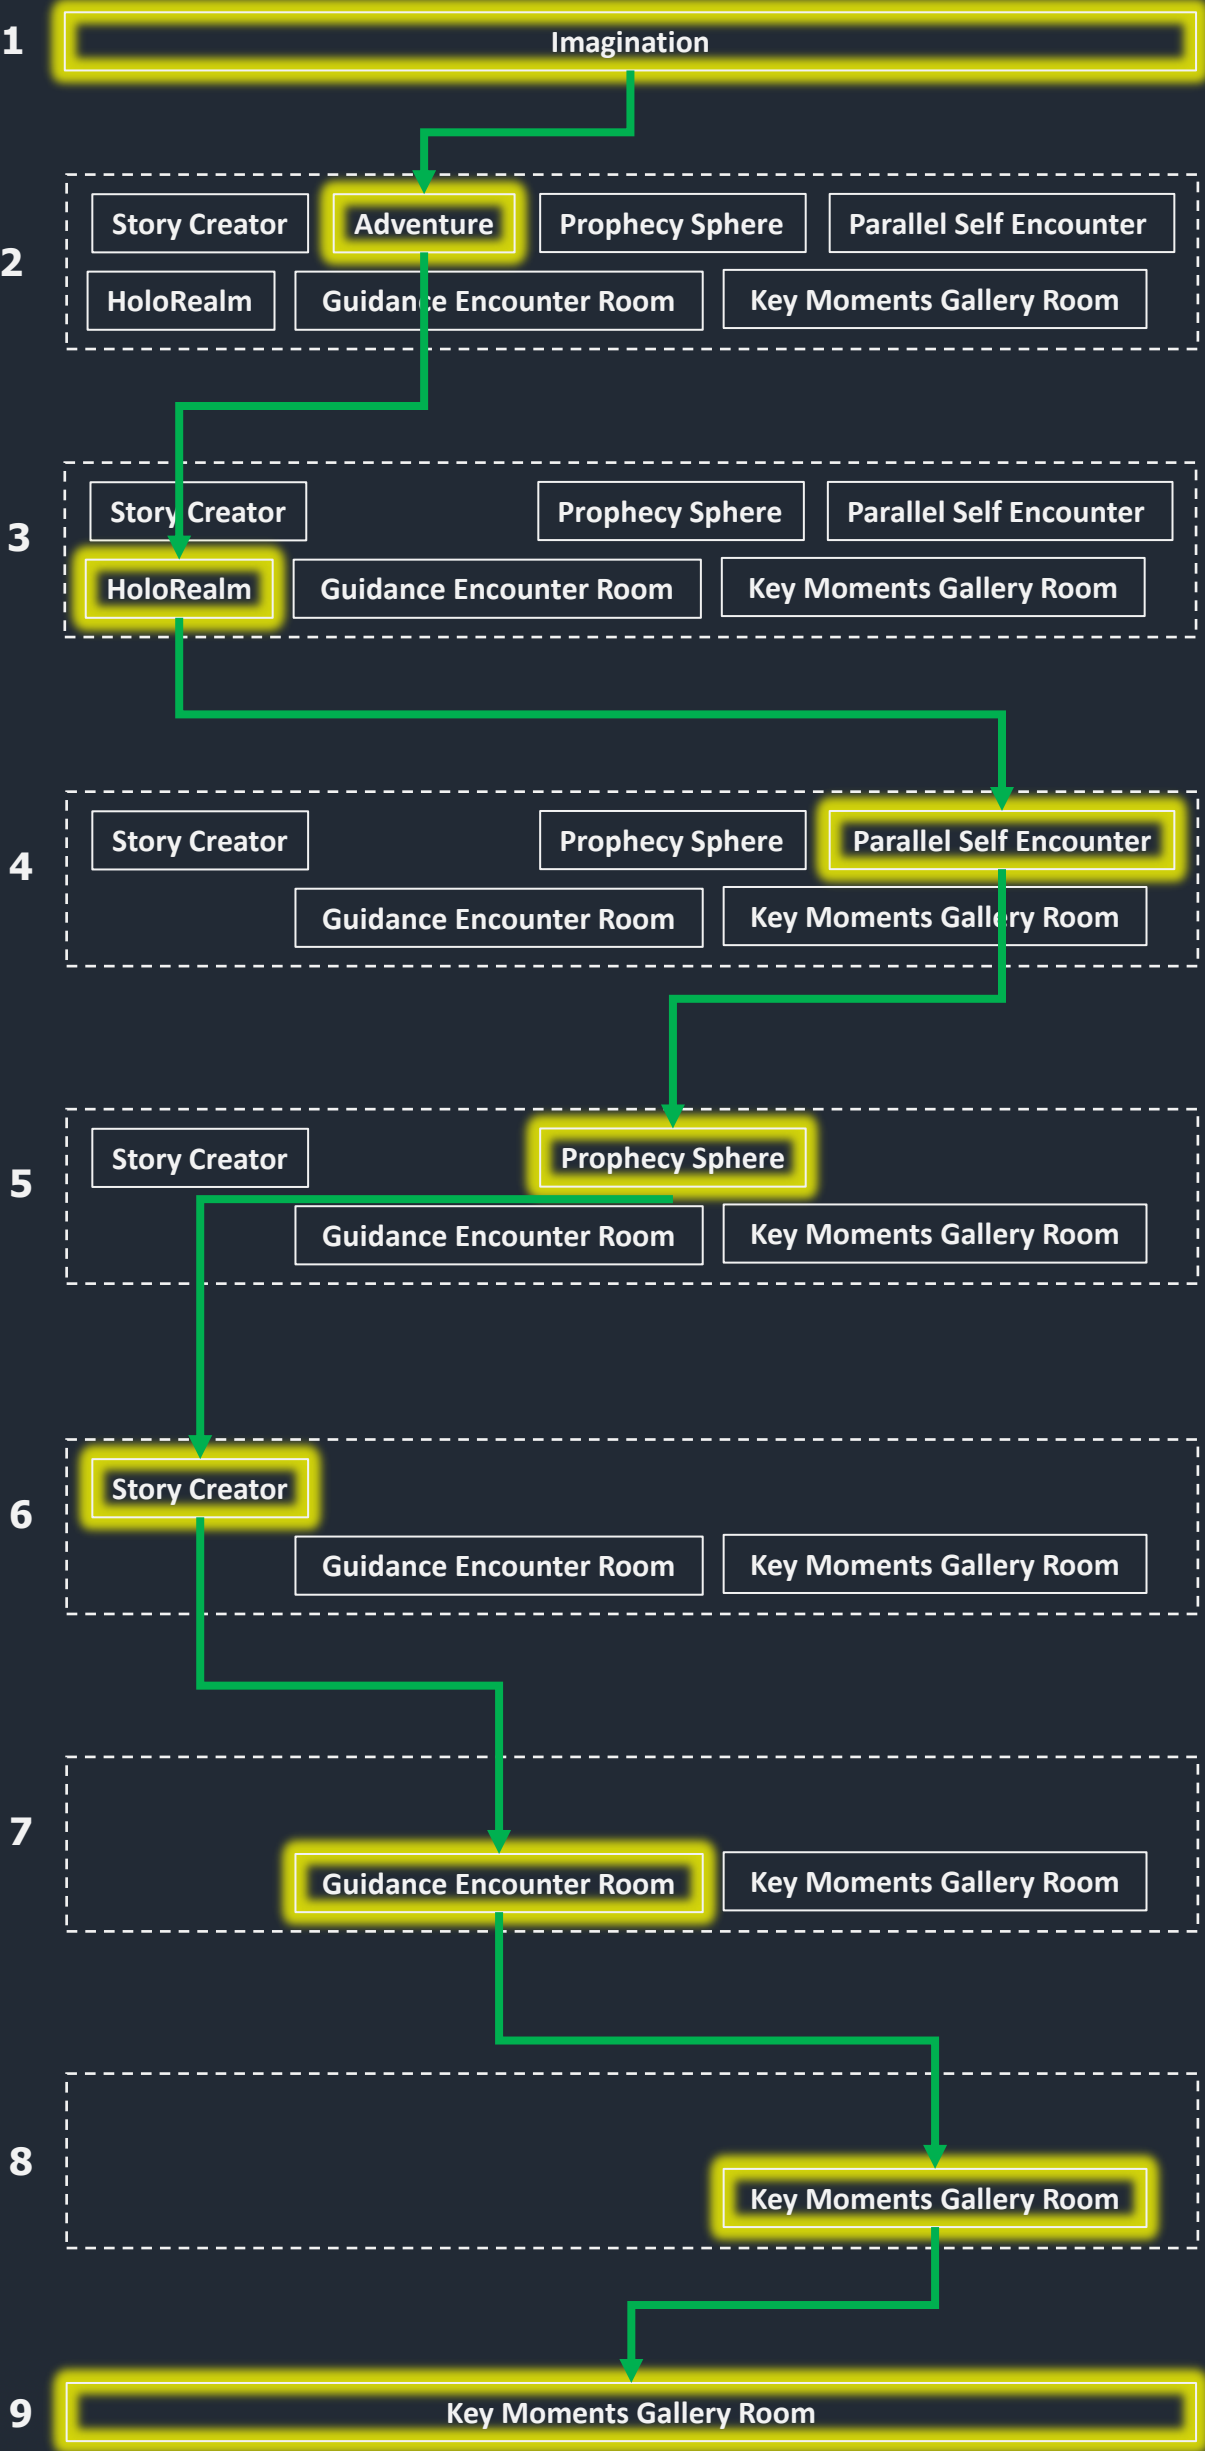 1
Imagination
2
Story Creator
Adventure
Prophecy Sphere
Parallel Self Encounter
HoloRealm
Guidance Encounter Room
Key Moments Gallery Room
3
Story Creator
Prophecy Sphere
Parallel Self Encounter
HoloRealm
Guidance Encounter Room
Key Moments Gallery Room
4
Story Creator
Prophecy Sphere
Parallel Self Encounter
Guidance Encounter Room
Key Moments Gallery Room
5
Story Creator
Prophecy Sphere
Guidance Encounter Room
Key Moments Gallery Room
6
Story Creator
Guidance Encounter Room
Key Moments Gallery Room
7
Guidance Encounter Room
Key Moments Gallery Room
8
Key Moments Gallery Room
9
Key Moments Gallery Room